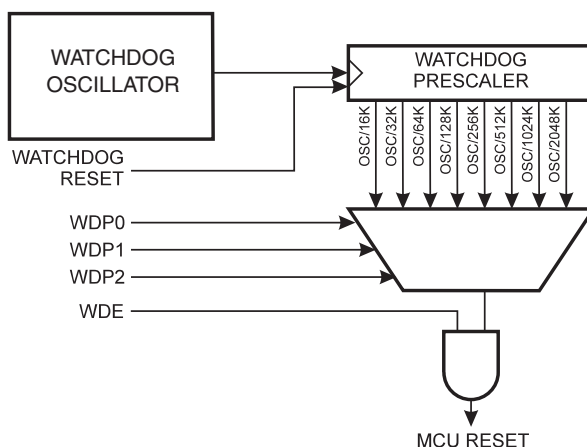 WATCHDOG
OSCILLATOR
WATCHDOG
PRESCALER
OSC/16K
OSC/32K
OSC/64K
OSC/128K
OSC/256K
OSC/512K
OSC/1024K
OSC/2048K
WATCHDOG
RESET
WDP0
WDP1
WDP2
WDE
MCU RESET